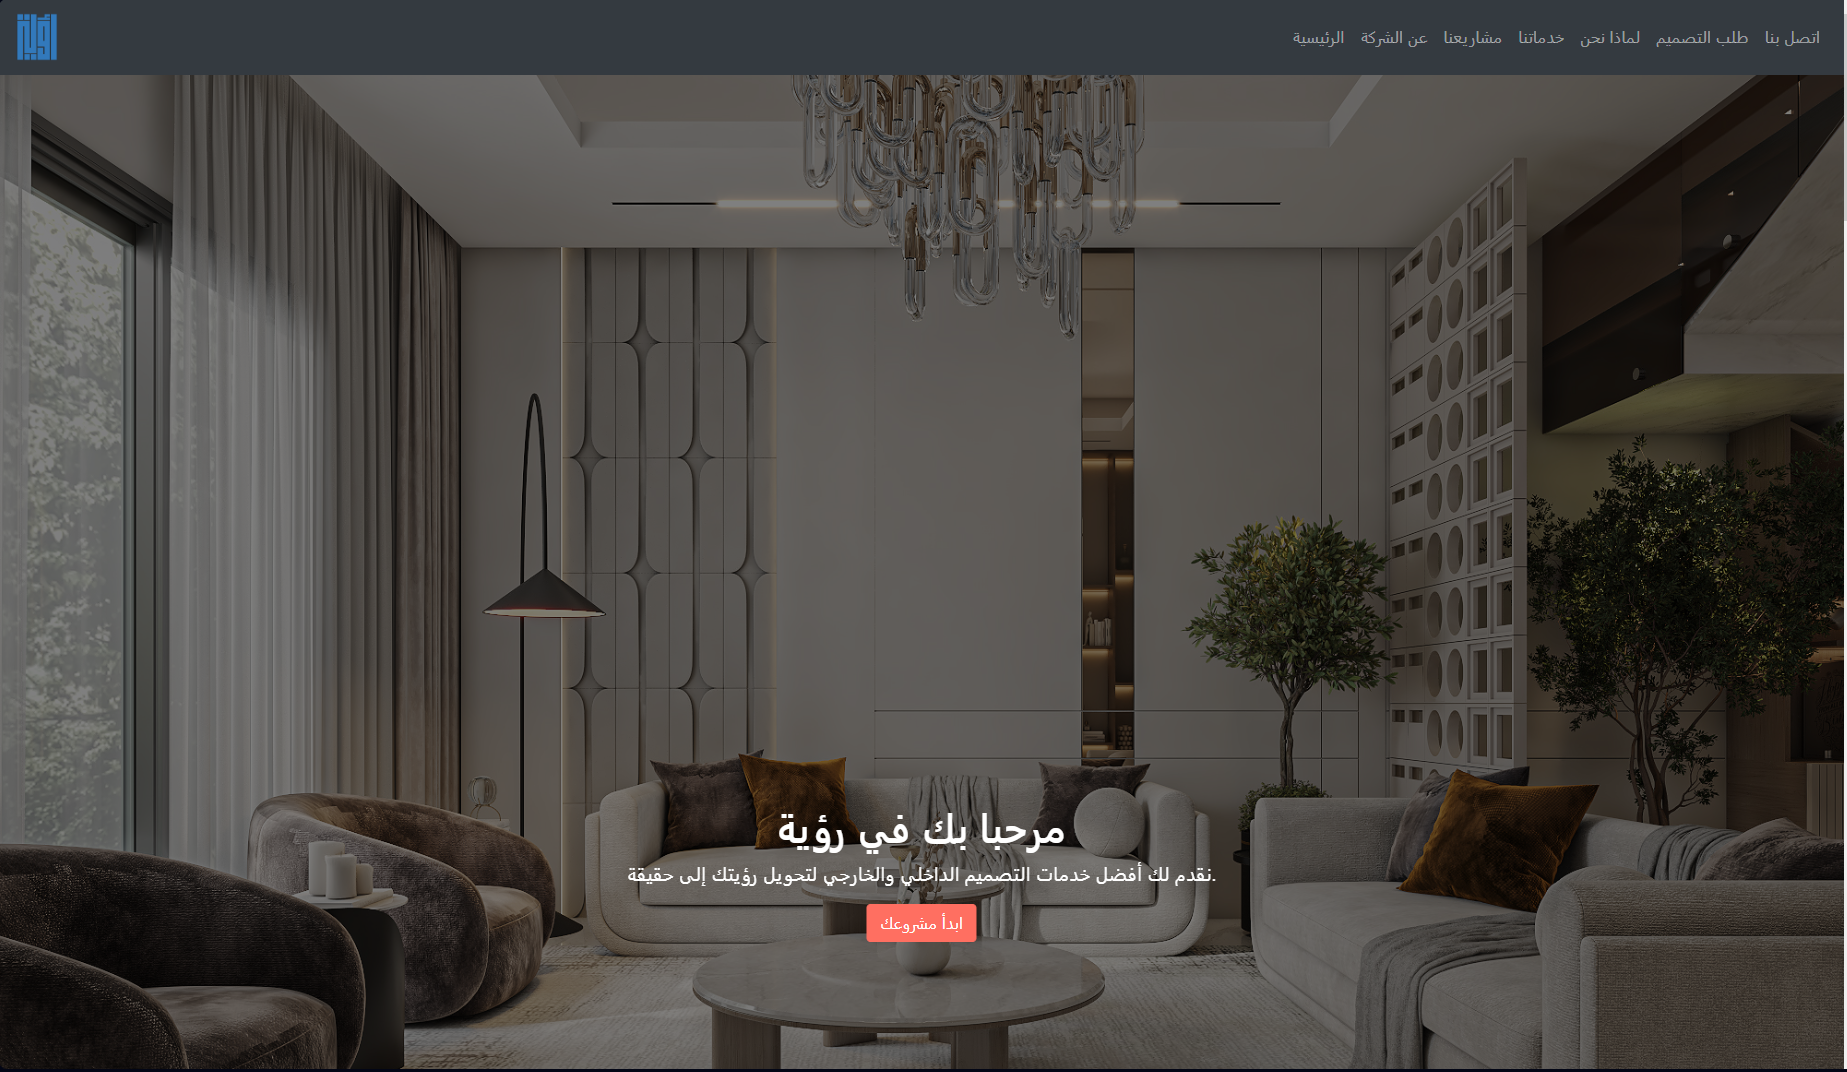 اتصل بنا طلب التصميم لماذا نحن خدماتنا مشاريعنا عن الشركة الرئيسية
مرحبا بك في رؤية
نقدم لك أفضل خدمات التصميم الداخلي والخارجي لتحويل رؤيتك إلى حقيقة.
ابدأ مشروعك